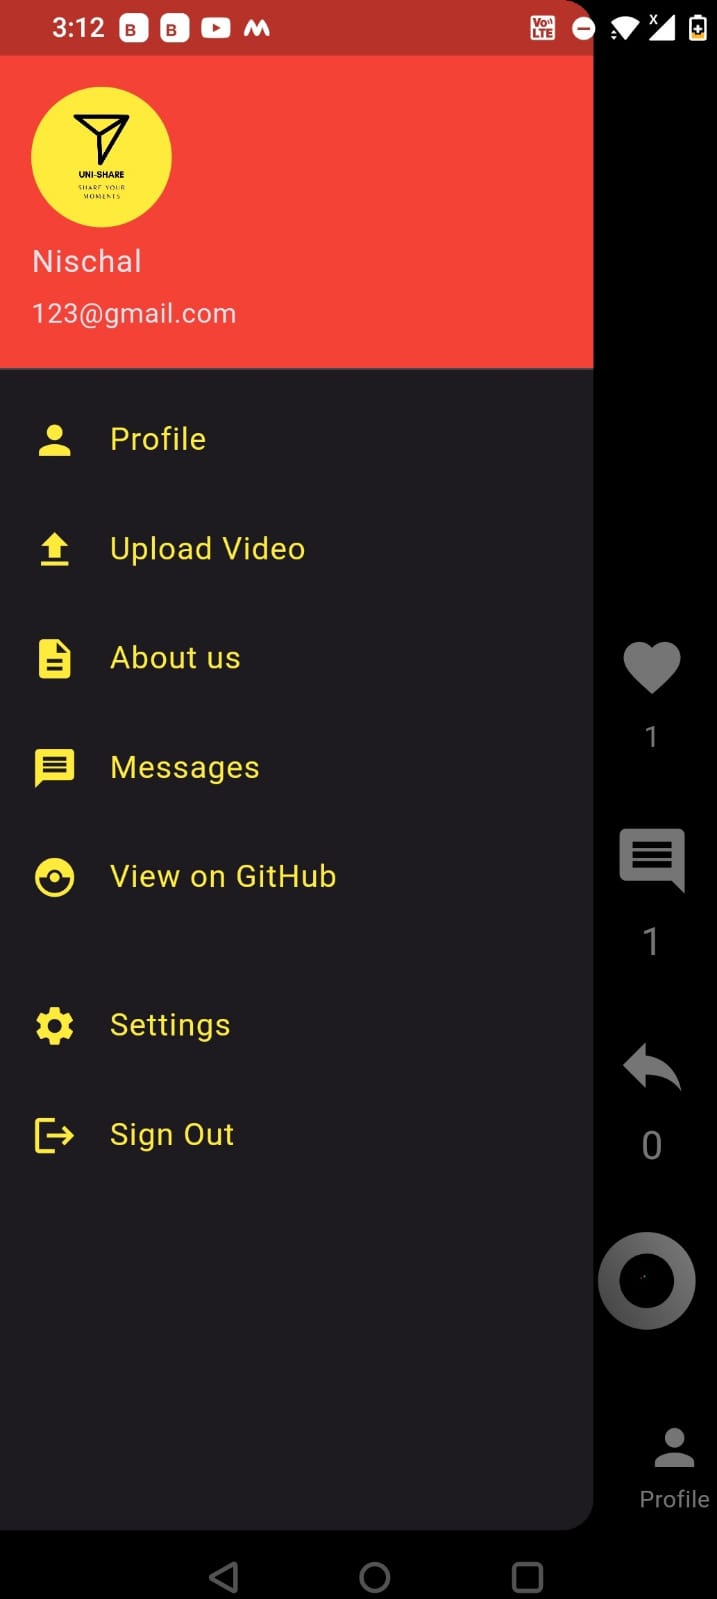 3:12
B
B
Vo))
LTE
X
UNI-SHARE
SHARE YOUR
MOMENTS
Nischal
123@gmail.com
Profile
Upload Video
About us
Messages
View on GitHub
Settings
Sign Out
1
1
0
Profile